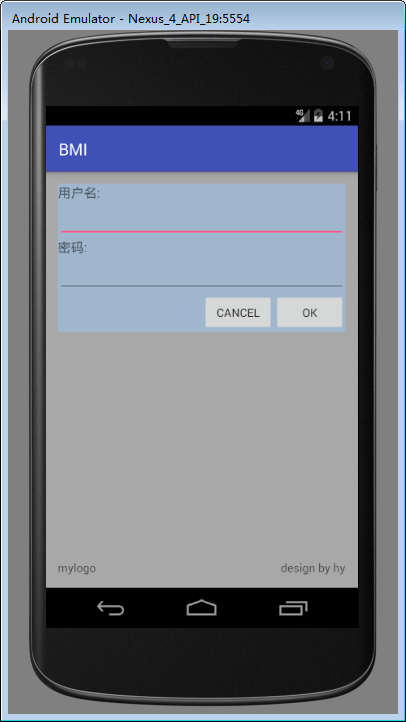 Android Emulator - Nexus_4_API_19:5554
4G 4:11
BMI
用户名:
密码:
CANCEL OK
mylogo design by hy